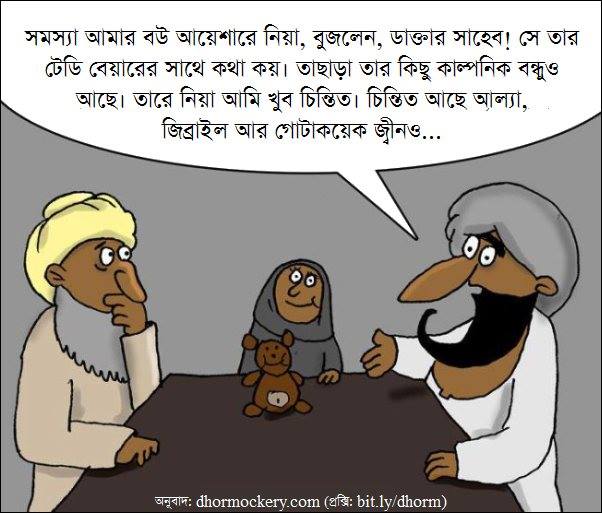 সমস্যা আমার বউ আয়েশারে নিয়া, বুজলেন, ডাক্তার সাহেব! সে তার
টেডি বেয়ারের সাথে কথা কয়। তাছাড়া তার কিছু কাল্পনিক বন্ধুও
আছে। তারে নিয়া আমি খুব চিন্তিত। চিন্তিত আছে আল্যা,
জিব্রাইল আর গোটাকয়েক জ্বীনও...
অনুবাদ: dhormockery.com (প্রক্সি: bit.ly/dhorm)